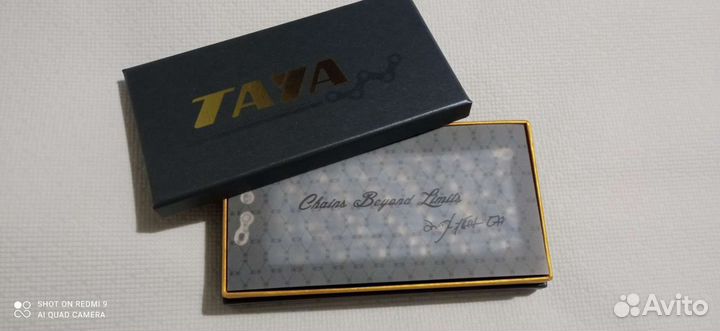 TAYA
Chains Beyond Limits
SHOT ON REDMI 9
AI QUAD CAMERA
Avito